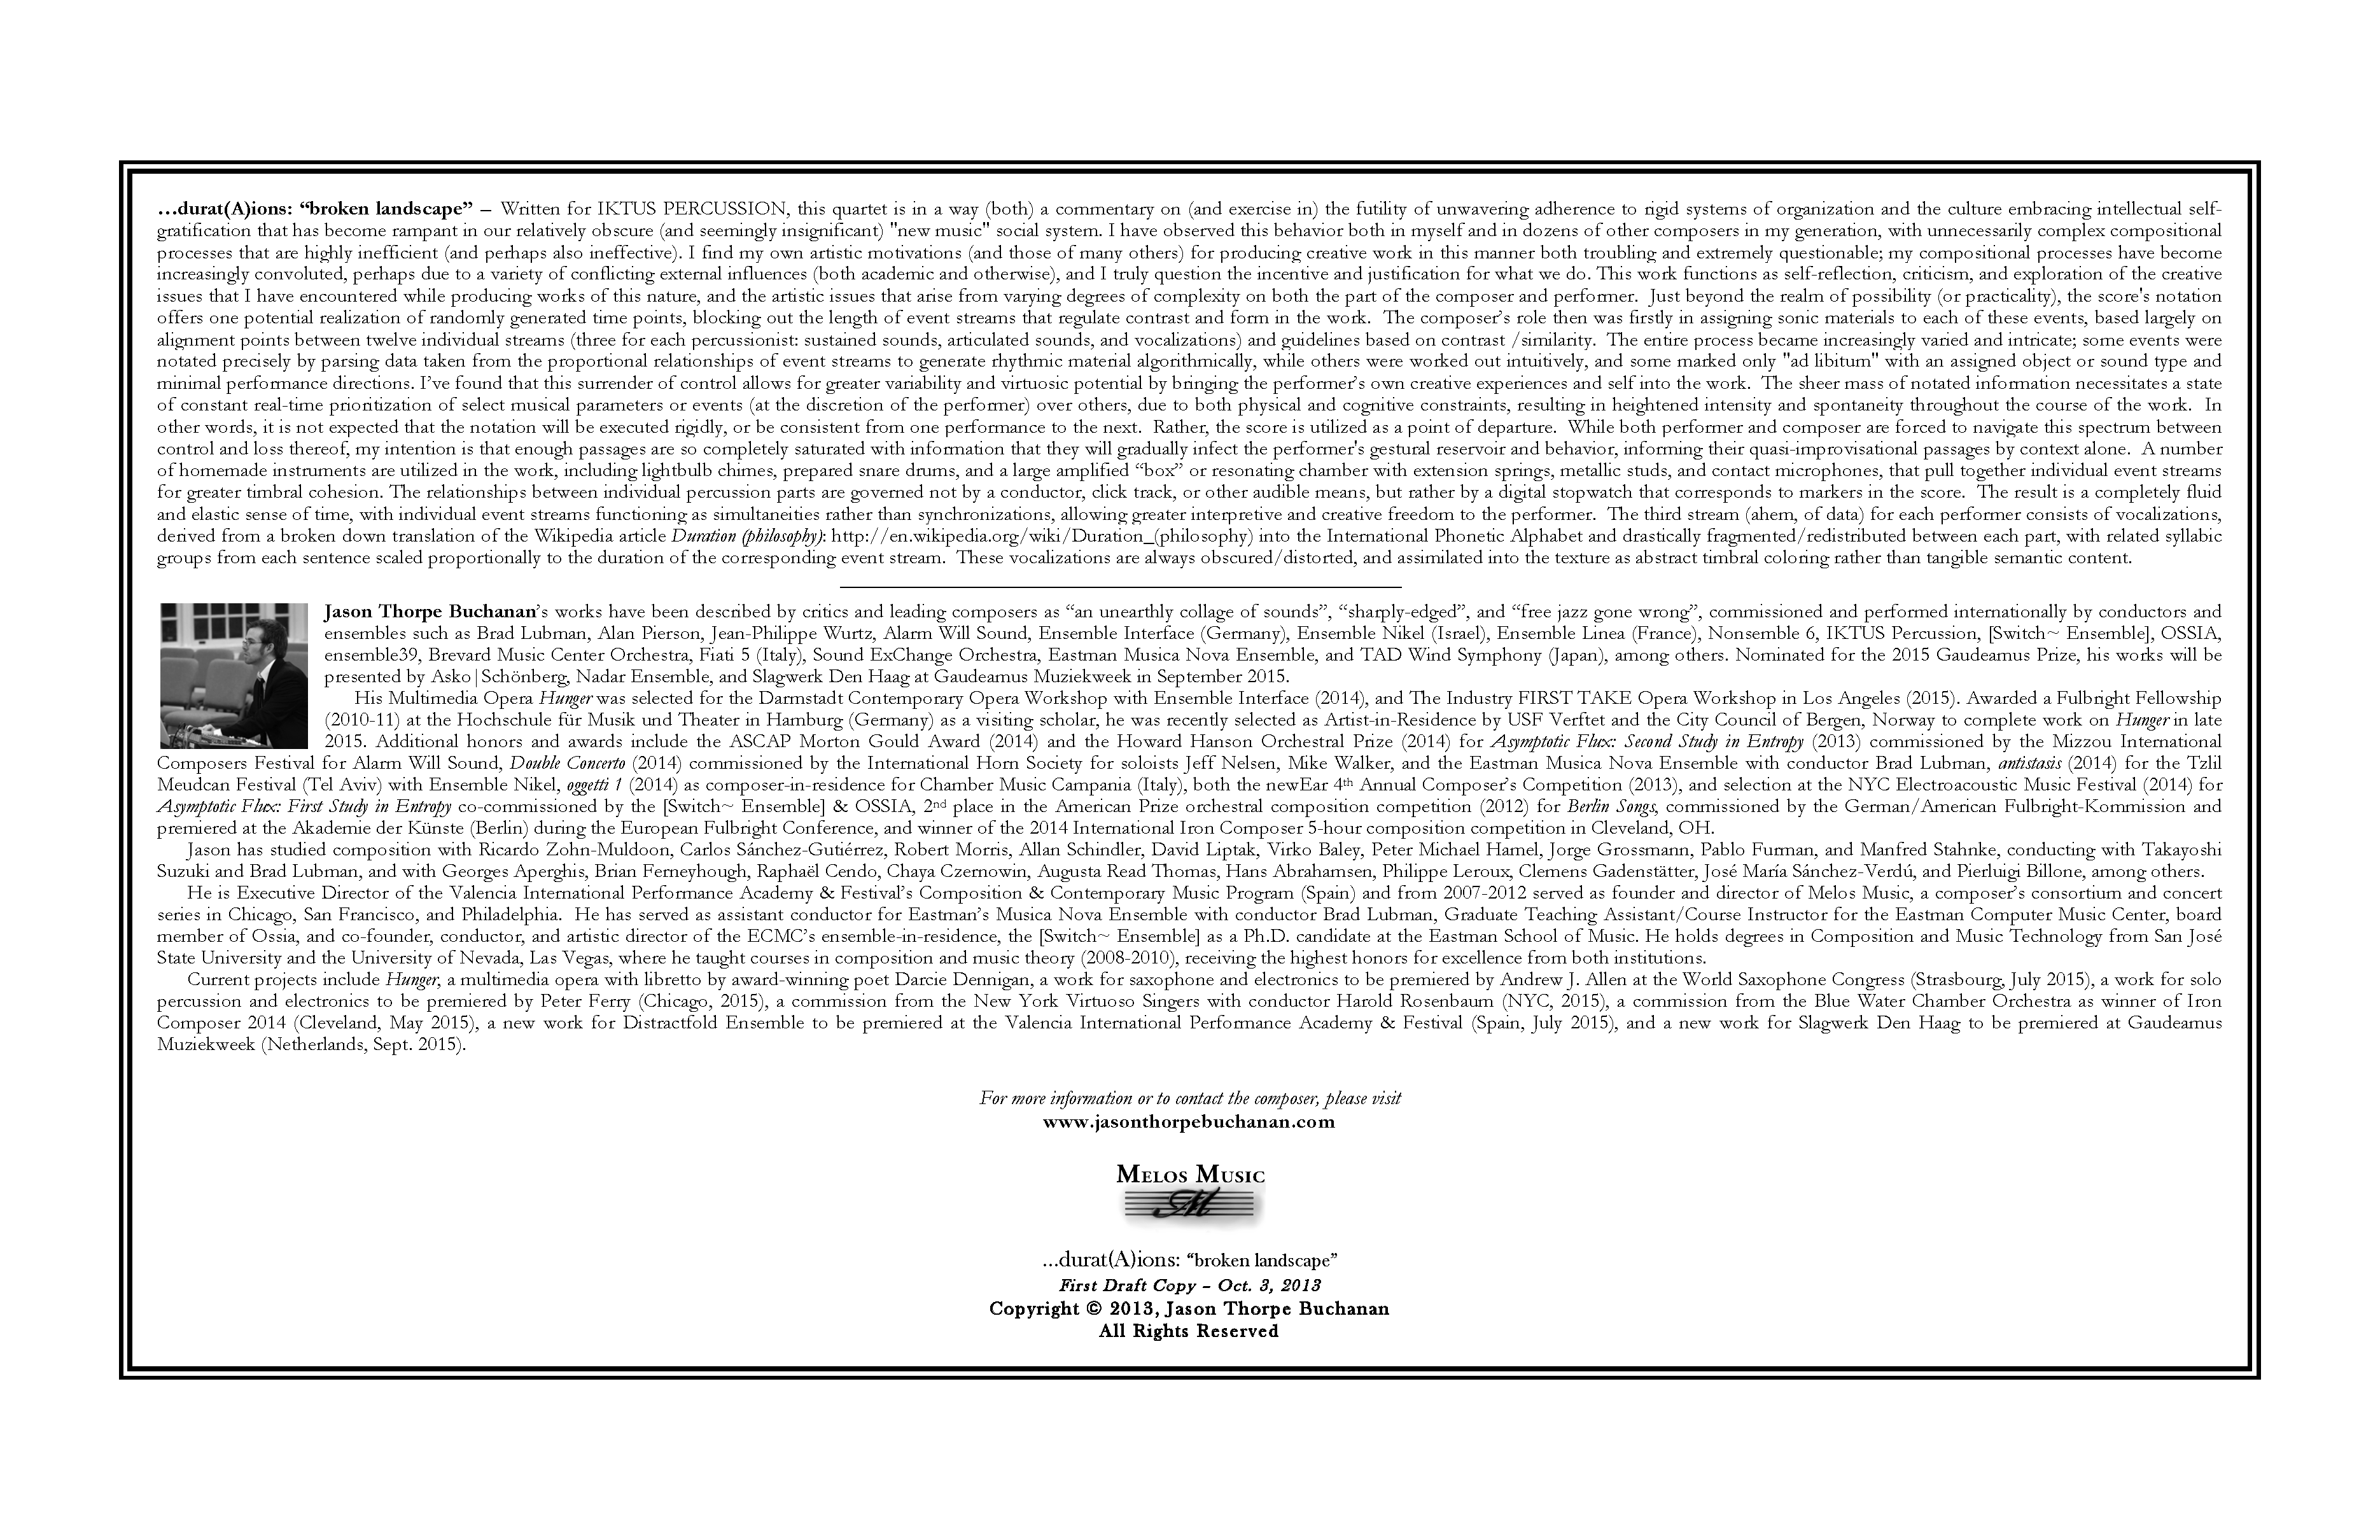 …durat(A)ions: “broken landscape” – Written for IKTUS PERCUSSION, this quartet is in a way (both) a commentary on (and exercise in) the futility of unwavering adherence to rigid systems of organization and the culture embracing intellectual self-
gratification that has become rampant in our relatively obscure (and seemingly insignificant) "new music" social system. I have observed this behavior both in myself and in dozens of other composers in my generation, with unnecessarily complex compositional
processes that are highly inefficient (and perhaps also ineffective). I find my own artistic motivations (and those of many others) for producing creative work in this manner both troubling and extremely questionable; my compositional processes have become
increasingly convoluted, perhaps due to a variety of conflicting external influences (both academic and otherwise), and I truly question the incentive and justification for what we do. This work functions as self-reflection, criticism, and exploration of the creative
issues that I have encountered while producing works of this nature, and the artistic issues that arise from varying degrees of complexity on both the part of the composer and performer.  Just beyond the realm of possibility (or practicality), the score's notation
offers one potential realization of randomly generated time points, blocking out the length of event streams that regulate contrast and form in the work.  The composer’s role then was firstly in assigning sonic materials to each of these events, based largely on
alignment points between twelve individual streams (three for each percussionist: sustained sounds, articulated sounds, and vocalizations) and guidelines based on contrast /similarity.  The entire process became increasingly varied and intricate; some events were
notated precisely by parsing data taken from the proportional relationships of event streams to generate rhythmic material algorithmically, while others were worked out intuitively, and some marked only "ad libitum" with an assigned object or sound type and
minimal performance directions. I’ve found that this surrender of control allows for greater variability and virtuosic potential by bringing the performer’s own creative experiences and self into the work.  The sheer mass of notated information necessitates a state
of constant real-time prioritization of select musical parameters or events (at the discretion of the performer) over others, due to both physical and cognitive constraints, resulting in heightened intensity and spontaneity throughout the course of the work.  In
other words, it is not expected that the notation will be executed rigidly, or be consistent from one performance to the next.  Rather, the score is utilized as a point of departure.  While both performer and composer are forced to navigate this spectrum between
control and loss thereof, my intention is that enough passages are so completely saturated with information that they will gradually infect the performer's gestural reservoir and behavior, informing their quasi-improvisational passages by context alone.  A number
of homemade instruments are utilized in the work, including lightbulb chimes, prepared snare drums, and a large amplified “box” or resonating chamber with extension springs, metallic studs, and contact microphones, that pull together individual event streams
for greater timbral cohesion. The relationships between individual percussion parts are governed not by a conductor, click track, or other audible means, but rather by a digital stopwatch that corresponds to markers in the score.  The result is a completely fluid
and elastic sense of time, with individual event streams functioning as simultaneities rather than synchronizations, allowing greater interpretive and creative freedom to the performer.  The third stream (ahem, of data) for each performer consists of vocalizations,
derived from a broken down translation of the Wikipedia article Duration (philosophy): http://en.wikipedia.org/wiki/Duration_(philosophy) into the International Phonetic Alphabet and drastically fragmented/redistributed between each part, with related syllabic
groups from each sentence scaled proportionally to the duration of the corresponding event stream.  These vocalizations are always obscured/distorted, and assimilated into the texture as abstract timbral coloring rather than tangible semantic content.
Jason Thorpe Buchanan’s works have been described by critics and leading composers as “an unearthly collage of sounds”, “sharply-edged”, and “free jazz gone wrong”, commissioned and performed internationally by conductors and
ensembles such as Brad Lubman, Alan Pierson, Jean-Philippe Wurtz, Alarm Will Sound, Ensemble Interface (Germany), Ensemble Nikel (Israel), Ensemble Linea (France), Nonsemble 6, IKTUS Percussion, [Switch~ Ensemble], OSSIA,
ensemble39, Brevard Music Center Orchestra, Fiati 5 (Italy), Sound ExChange Orchestra, Eastman Musica Nova Ensemble, and TAD Wind Symphony (Japan), among others. Nominated for the 2015 Gaudeamus Prize, his works will be
presented by Asko|Schönberg, Nadar Ensemble, and Slagwerk Den Haag at Gaudeamus Muziekweek in September 2015.
His Multimedia Opera Hunger was selected for the Darmstadt Contemporary Opera Workshop with Ensemble Interface (2014), and The Industry FIRST TAKE Opera Workshop in Los Angeles (2015). Awarded a Fulbright Fellowship
(2010-11) at the Hochschule für Musik und Theater in Hamburg (Germany) as a visiting scholar, he was recently selected as Artist-in-Residence by USF Verftet and the City Council of Bergen, Norway to complete work on Hunger in late
2015. Additional honors and awards include the ASCAP Morton Gould Award (2014) and the Howard Hanson Orchestral Prize (2014) for Asymptotic Flux: Second Study in Entropy (2013) commissioned by the Mizzou International
Composers Festival for Alarm Will Sound, Double Concerto (2014) commissioned by the International Horn Society for soloists Jeff Nelsen, Mike Walker, and the Eastman Musica Nova Ensemble with conductor Brad Lubman, antistasis (2014) for the Tzlil
Meudcan Festival (Tel Aviv) with Ensemble Nikel, oggetti 1 (2014) as composer-in-residence for Chamber Music Campania (Italy), both the newEar 4th Annual Composer’s Competition (2013), and selection at the NYC Electroacoustic Music Festival (2014) for
Asymptotic Flux: First Study in Entropy co-commissioned by the [Switch~ Ensemble] & OSSIA, 2nd place in the American Prize orchestral composition competition (2012) for Berlin Songs, commissioned by the German/American Fulbright-Kommission and
premiered at the Akademie der Künste (Berlin) during the European Fulbright Conference, and winner of the 2014 International Iron Composer 5-hour composition competition in Cleveland, OH.
Jason has studied composition with Ricardo Zohn-Muldoon, Carlos Sánchez-Gutiérrez, Robert Morris, Allan Schindler, David Liptak, Virko Baley, Peter Michael Hamel, Jorge Grossmann, Pablo Furman, and Manfred Stahnke, conducting with Takayoshi
Suzuki and Brad Lubman, and with Georges Aperghis, Brian Ferneyhough, Raphaël Cendo, Chaya Czernowin, Augusta Read Thomas, Hans Abrahamsen, Philippe Leroux, Clemens Gadenstätter, José María Sánchez-Verdú, and Pierluigi Billone, among others.
He is Executive Director of the Valencia International Performance Academy & Festival’s Composition & Contemporary Music Program (Spain) and from 2007-2012 served as founder and director of Melos Music, a composer’s consortium and concert
series in Chicago, San Francisco, and Philadelphia.  He has served as assistant conductor for Eastman’s Musica Nova Ensemble with conductor Brad Lubman, Graduate Teaching Assistant/Course Instructor for the Eastman Computer Music Center, board
member of Ossia, and co-founder, conductor, and artistic director of the ECMC’s ensemble-in-residence, the [Switch~ Ensemble] as a Ph.D. candidate at the Eastman School of Music. He holds degrees in Composition and Music Technology from San José
State University and the University of Nevada, Las Vegas, where he taught courses in composition and music theory (2008-2010), receiving the highest honors for excellence from both institutions.
Current projects include Hunger, a multimedia opera with libretto by award-winning poet Darcie Dennigan, a work for saxophone and electronics to be premiered by Andrew J. Allen at the World Saxophone Congress (Strasbourg, July 2015), a work for solo
percussion and electronics to be premiered by Peter Ferry (Chicago, 2015), a commission from the New York Virtuoso Singers with conductor Harold Rosenbaum (NYC, 2015), a commission from the Blue Water Chamber Orchestra as winner of Iron
Composer 2014 (Cleveland, May 2015), a new work for Distractfold Ensemble to be premiered at the Valencia International Performance Academy & Festival (Spain, July 2015), and a new work for Slagwerk Den Haag to be premiered at Gaudeamus
Muziekweek (Netherlands, Sept. 2015).
For more information or to contact the composer, please visit
www.jasonthorpebuchanan.com
MELOS MUSIC
M
...durat(A)ions: “broken landscape”
First Draft Copy – Oct. 3, 2013
Copyright © 2013, Jason Thorpe Buchanan
All Rights Reserved